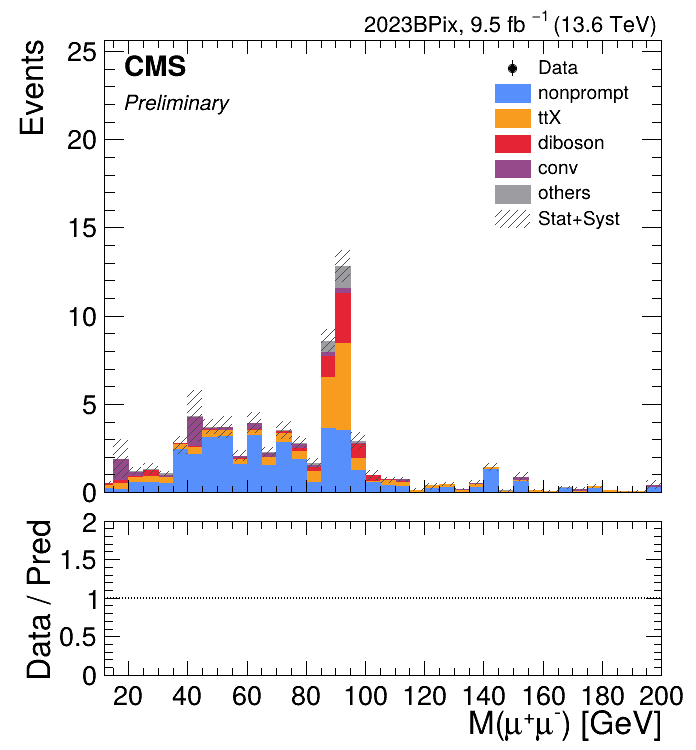 2023BPix, 9.5 fb⁻¹ (13.6 TeV)
CMS
Preliminary
Data
nonprompt
ttX
diboson
conv
others
Stat+Syst
Events
25
20
15
10
5
0
Data / Pred
2
1.5
1
0.5
0
20 40 60 80 100 120 140 160 180 200
M(μ⁺μ⁻) [GeV]